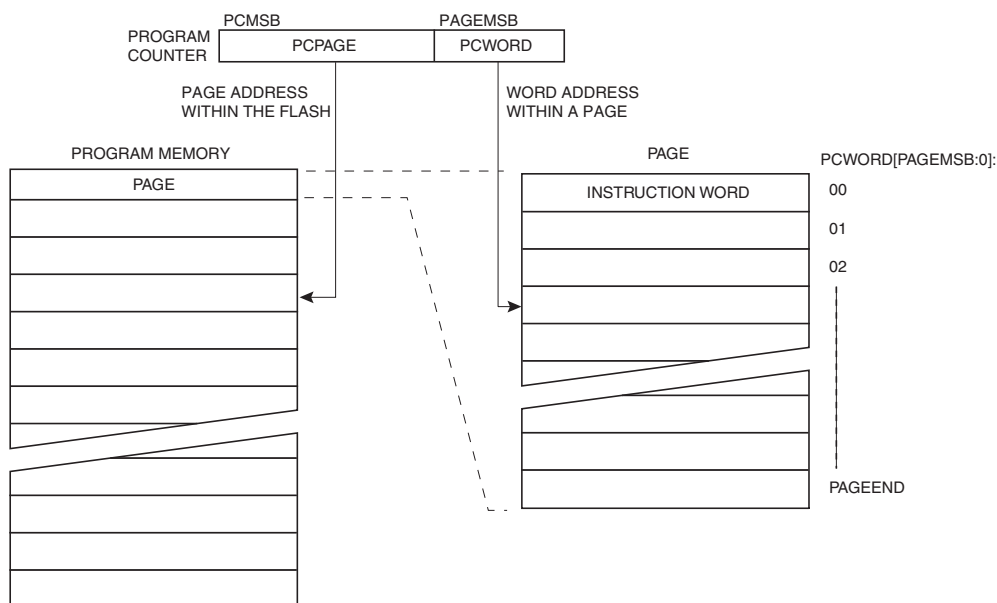 PCMSB PAGEMSB
PROGRAM
COUNTER
PCPAGE PCWORD
PAGE ADDRESS
WITHIN THE FLASH
WORD ADDRESS
WITHIN A PAGE
PROGRAM MEMORY
PAGE
PAGE
PCWORD[PAGEMSB:0]:
INSTRUCTION WORD
00
01
02
PAGEEND